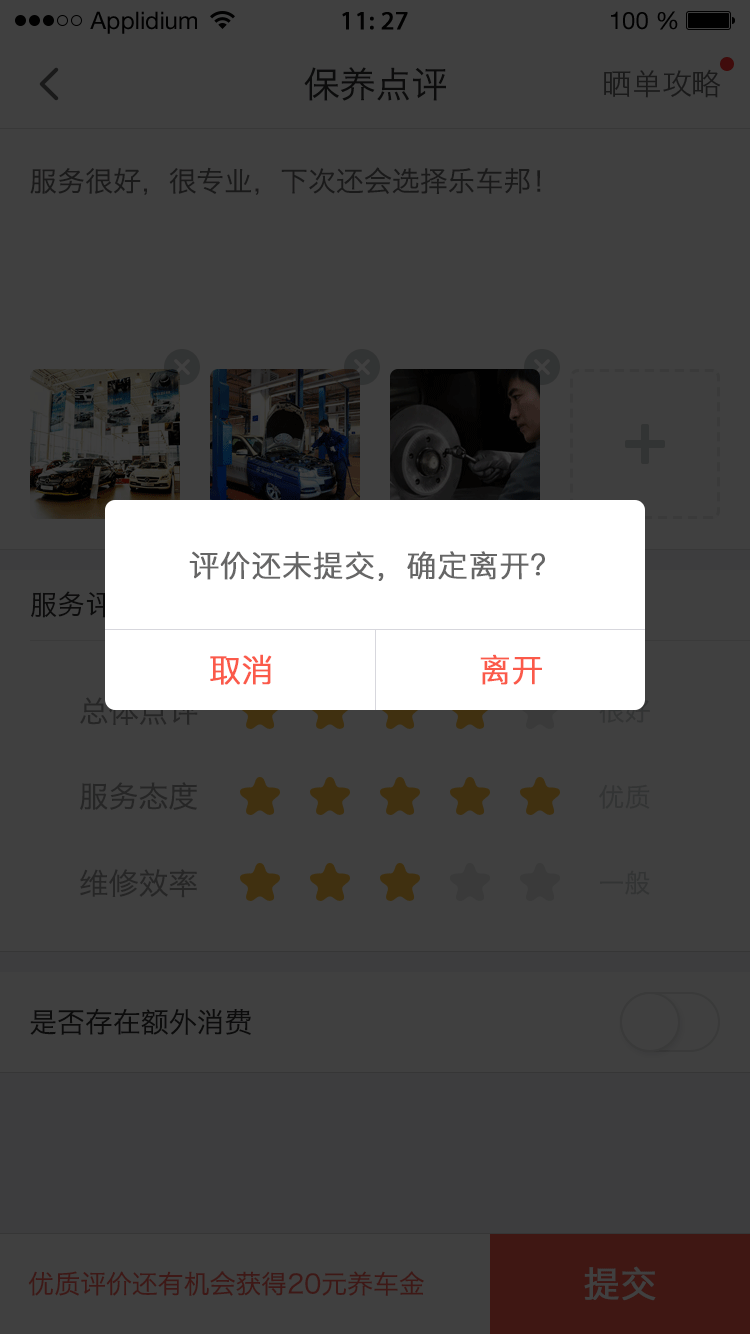 Applidium 11:27 100 %
保养点评 晒单攻略
服务很好，很专业，下次还会选择乐车邦！
评价还未提交，确定离开？
服务评
取消 离开
总体点评 很好
服务态度 优质
维修效率 一般
是否存在额外消费
优质评价还有机会获得20元养车金 提交